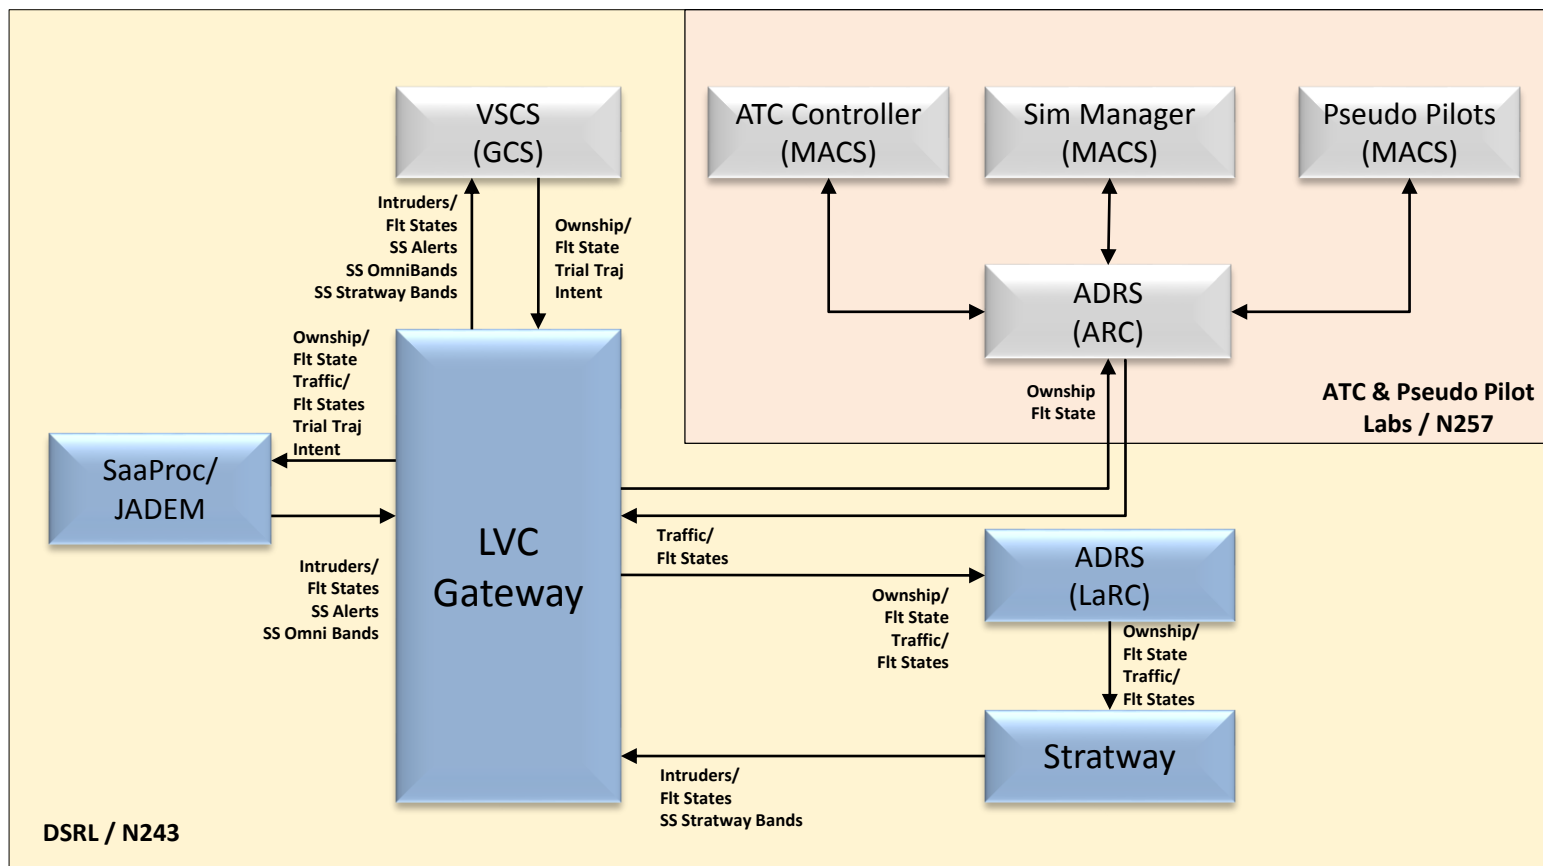 VSCS
(GCS)
ATC Controller
(MACS)
Sim Manager
(MACS)
Pseudo Pilots
(MACS)
Intruders/
Flt States
SS Alerts
SS OmniBands
SS Stratway Bands
Ownship/
Flt State
Trial Traj
Intent
ADRS
(ARC)
Ownship/
Flt State
Traffic/
Flt States
Trial Traj
Intent
Ownship
Flt State
ATC & Pseudo Pilot
Labs / N257
SaaProc/
JADEM
LVC
Gateway
Traffic/
Flt States
ADRS
(LaRC)
Intruders/
Flt States
SS Alerts
SS Omni Bands
Ownship/
Flt State
Traffic/
Flt States
Ownship/
Flt State
Traffic/
Flt States
Stratway
Intruders/
Flt States
SS Stratway Bands
DSRL / N243